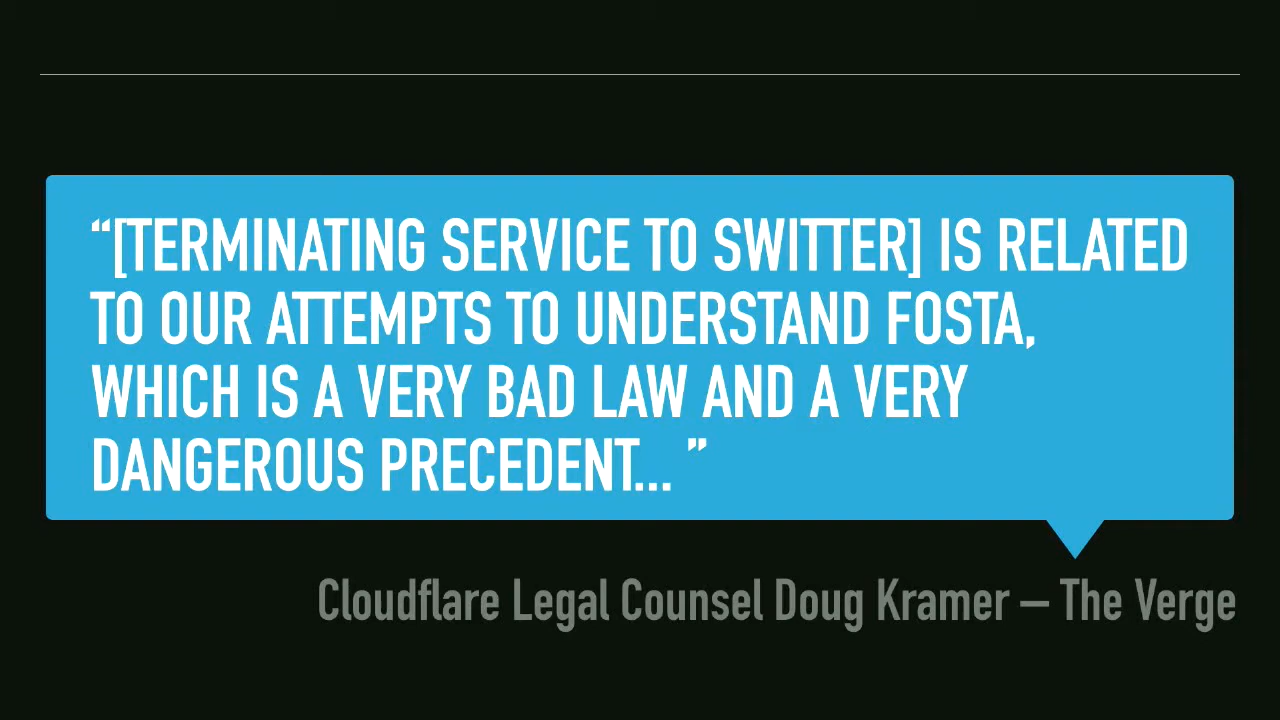 “[TERMINATING SERVICE TO SWITTER] IS RELATED
TO OUR ATTEMPTS TO UNDERSTAND FOSTA,
WHICH IS A VERY BAD LAW AND A VERY
DANGEROUS PRECEDENT... ”
Cloudflare Legal Counsel Doug Kramer – The Verge